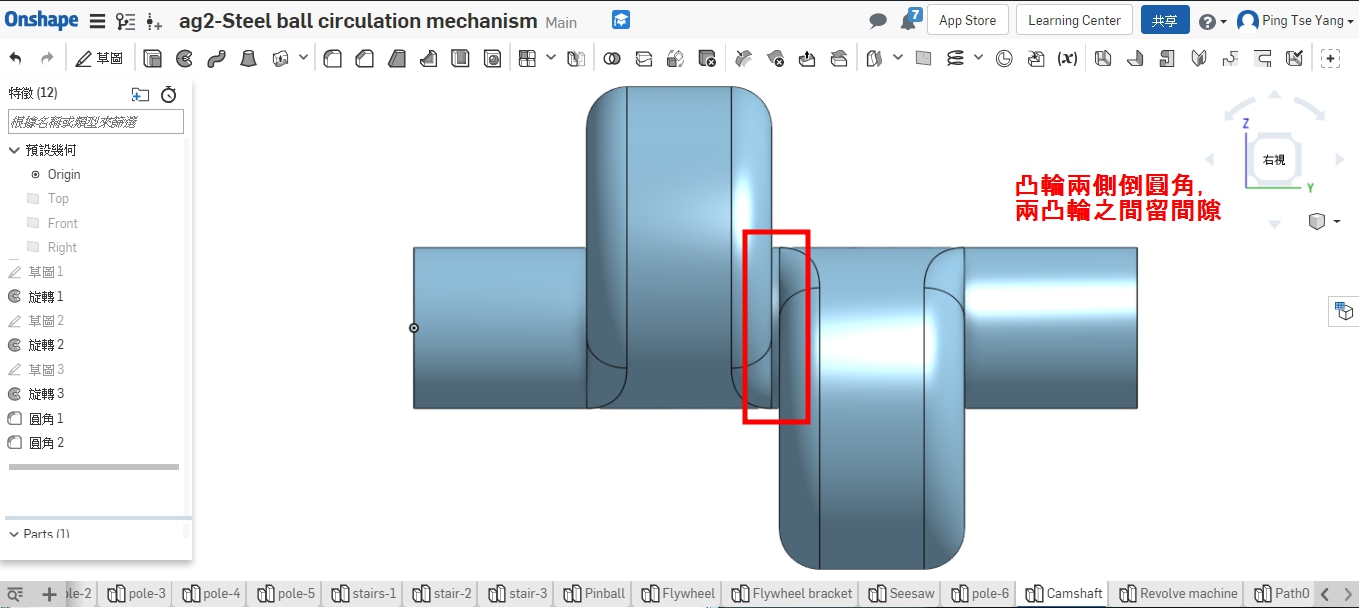 Onshape ag2-Steel ball circulation mechanism Main 7 App Store Learning Center 共享 Ping Tse Yang
草圖 (x)
特徵 (12)
根據名稱或類型來篩選
預設幾何
Origin
Top
Front
Right
草圖 1
旋轉 1
草圖 2
旋轉 2
草圖 3
旋轉 3
圓角 1
圓角 2
Parts (1)
凸輪兩側倒圓角,
兩凸輪之間留間隙
Z
右視
Y
le-2 pole-3 pole-4 pole-5 stairs-1 stair-2 stair-3 Pinball Flywheel Flywheel bracket Seesaw pole-6 Camshaft Revolve machine Path0